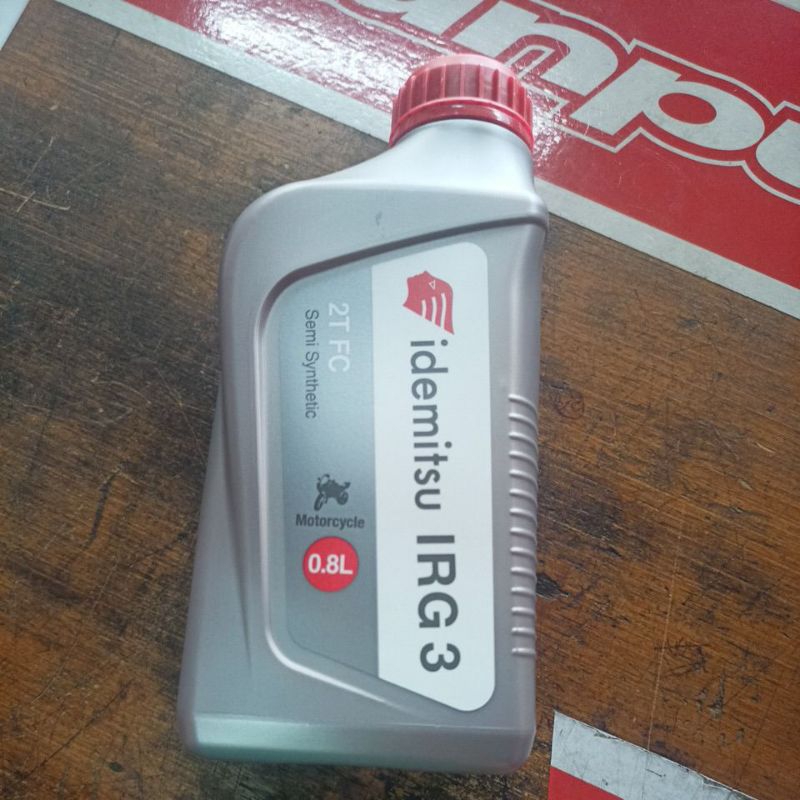 idemitsu IRG 3
2T FC
Semi Synthetic
Motorcycle
0.8L